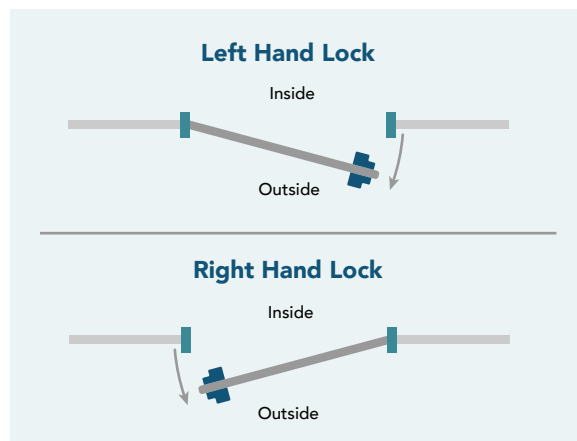 Left Hand Lock
Inside
Outside
Right Hand Lock
Inside
Outside